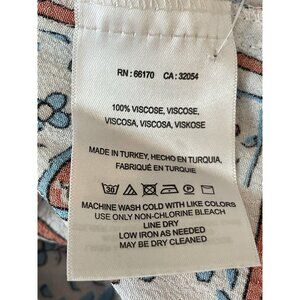 RN : 66170 CA : 32054
100% VISCOSE, VISCOSE,
VISCOSA, VISCOSA, VISKOSE
MADE IN TURKEY, HECHO EN TURQUIA,
FABRIQUÉ EN TURQUIE
30
MACHINE WASH COLD WITH LIKE COLORS
USE ONLY NON-CHLORINE BLEACH
LINE DRY
LOW IRON AS NEEDED
MAY BE DRY CLEANED